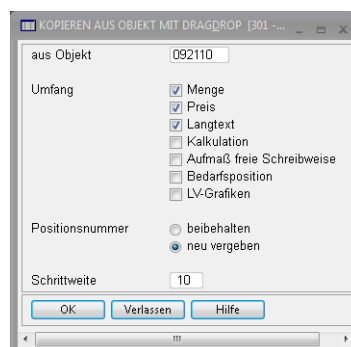 KOPIEREN AUS OBJEKT MIT DRAGDROP [301 -...
aus Objekt 092110
Umfang Menge
Preis
Langtext
Kalkulation
Aufmaß freie Schreibweise
Bedarfsposition
LV-Grafiken
Positionsnummer beibehalten
neu vergeben
Schrittweite 10
OK Verlassen Hilfe